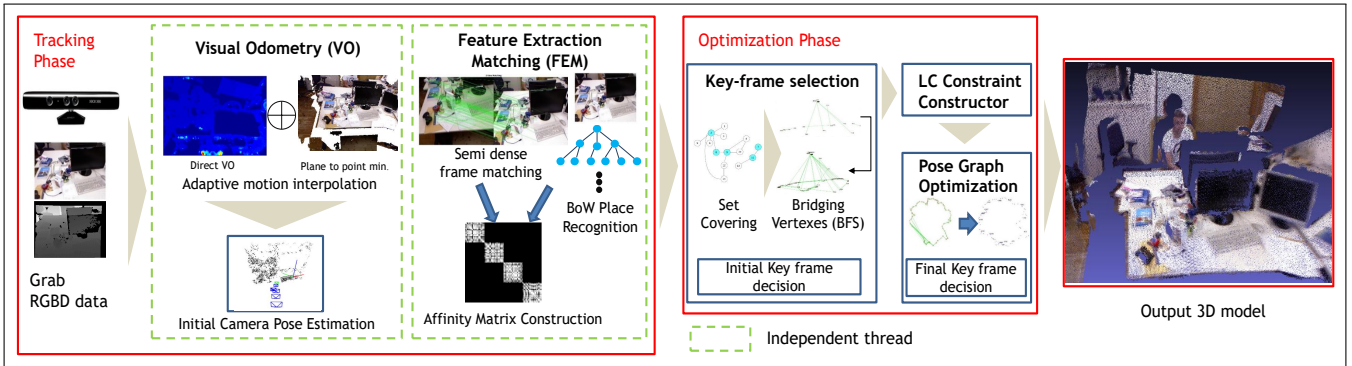 Tracking
Phase
Grab
RGBD data
Visual Odometry (VO)
Direct VO
Plane to point min.
Adaptive motion interpolation
Initial Camera Pose Estimation
Feature Extraction
Matching (FEM)
Semi dense
frame matching
BoW Place
Recognition
Affinity Matrix Construction
Optimization Phase
Key-frame selection
Set
Covering
Bridging
Vertexes (BFS)
Initial Key frame
decision
LC Constraint
Constructor
Pose Graph
Optimization
Final Key frame
decision
Independent thread
Output 3D model